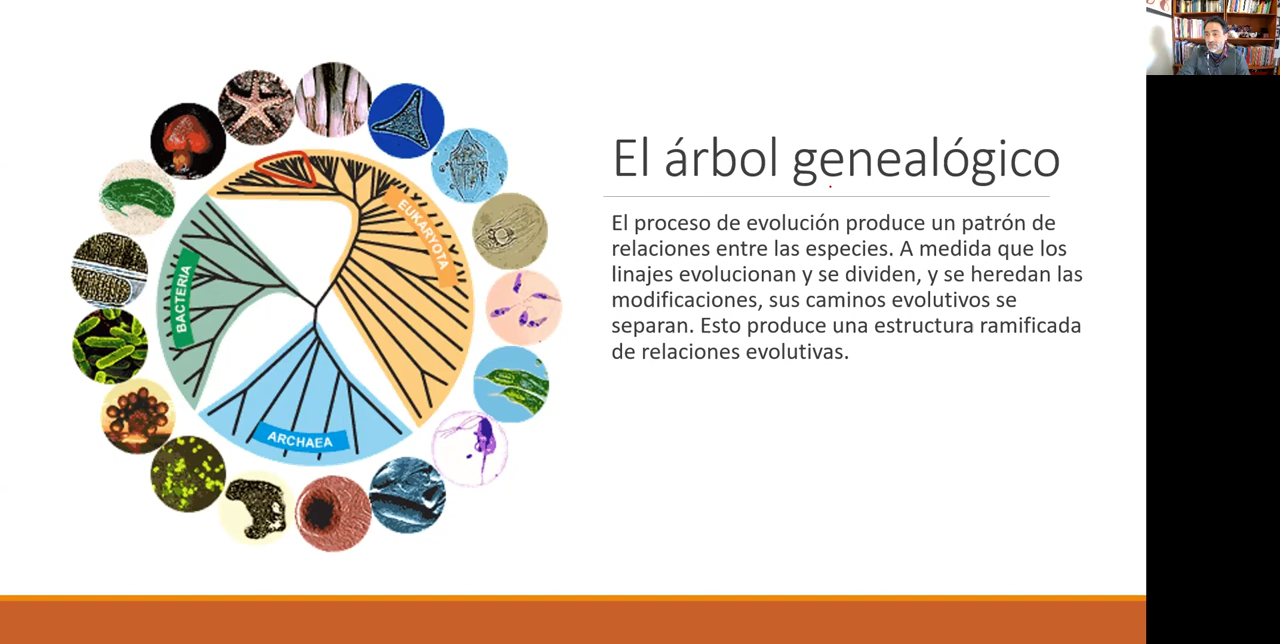 El árbol genealógico
El proceso de evolución produce un patrón de
relaciones entre las especies. A medida que los
linajes evolucionan y se dividen, y se heredan las
modificaciones, sus caminos evolutivos se
separan. Esto produce una estructura ramificada
de relaciones evolutivas.
EUKARYOTA
BACTERIA
ARCHAEA